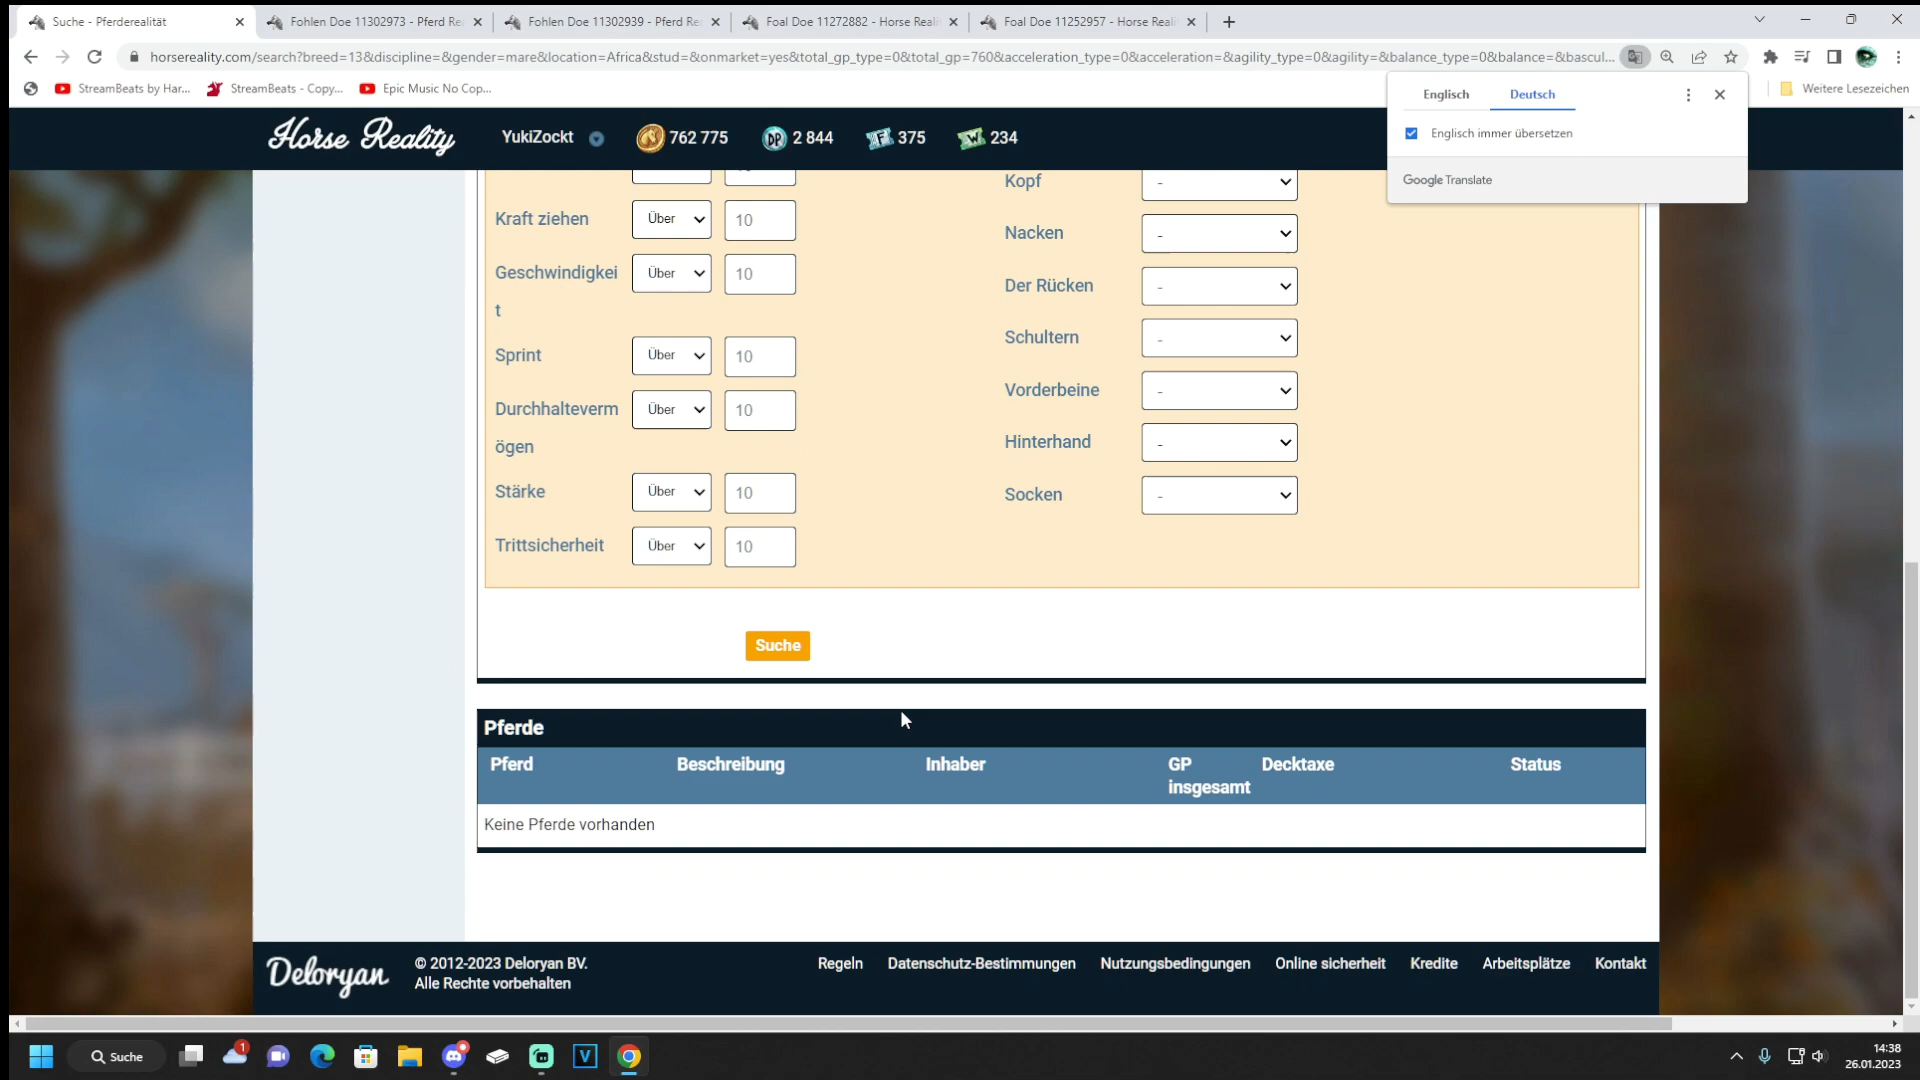 Suche - Pferderealität
Fohlen Doe 11302973 - Pferd Re
Fohlen Doe 11302939 - Pferd Re
Foal Doe 11272882 - Horse Reali
Foal Doe 11252957 - Horse Reali
horsereality.com/search?breed=13&discipline=&gender=mare&location=Africa&stud=&onmarket=yes&total_gp_type=0&total_gp=760&acceleration_type=0&acceleration=&agility_type=0&agility=&balance_type=0&balance=&bascul...
StreamBeats by Har...
StreamBeats - Copy...
Epic Music No Cop...
Weitere Lesezeichen
Englisch
Deutsch
Englisch immer übersetzen
Google Translate
Horse Reality
YukiZockt
762 775
DP
2 844
F
375
W
234
Kopf
-
Kraft ziehen
Über
10
Nacken
-
Geschwindigkei
t
Über
10
Der Rücken
-
Schultern
-
Sprint
Über
10
Vorderbeine
-
Durchhalteverm
ögen
Über
10
Hinterhand
-
Stärke
Über
10
Socken
-
Trittsicherheit
Über
10
Suche
Pferde
Pferd
Beschreibung
Inhaber
GP
insgesamt
Decktaxe
Status
Keine Pferde vorhanden
Deloryan
© 2012-2023 Deloryan BV.
Alle Rechte vorbehalten
Regeln
Datenschutz-Bestimmungen
Nutzungsbedingungen
Online sicherheit
Kredite
Arbeitsplätze
Kontakt
Suche
1
V
14:38
26.01.2023